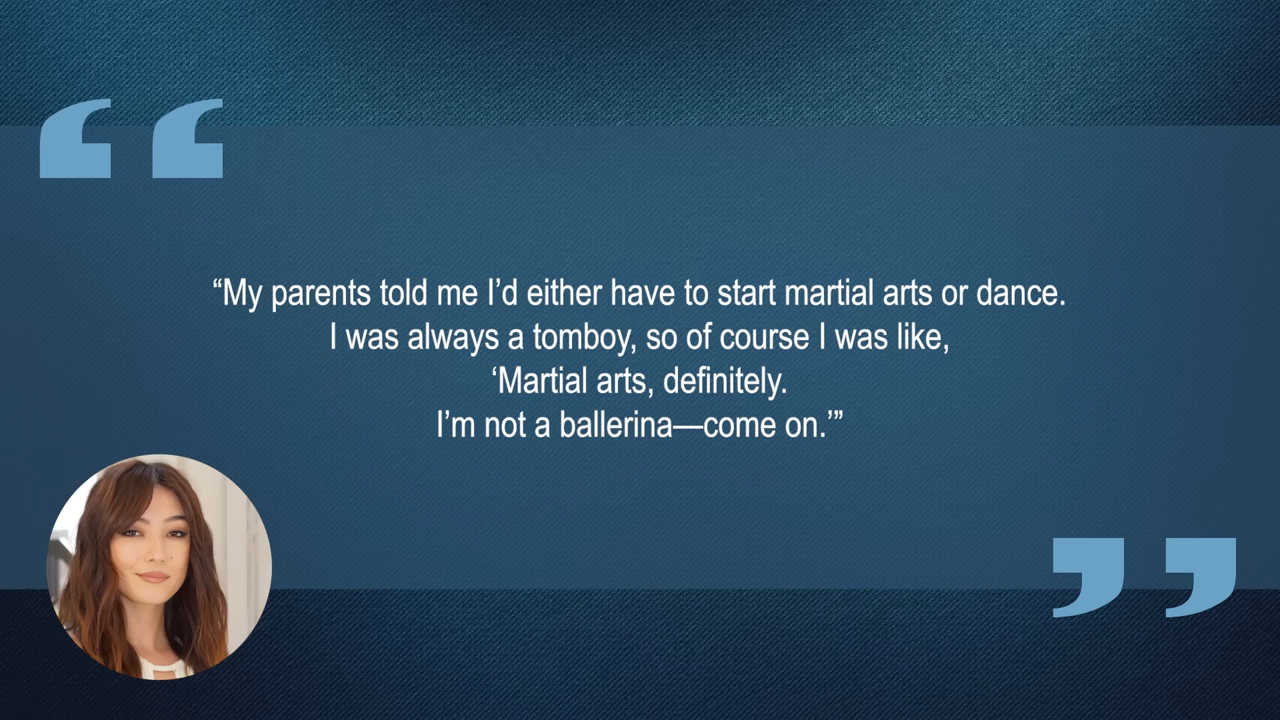 “My parents told me I’d either have to start martial arts or dance.
I was always a tomboy, so of course I was like,
‘Martial arts, definitely.
I’m not a ballerina—come on.’”